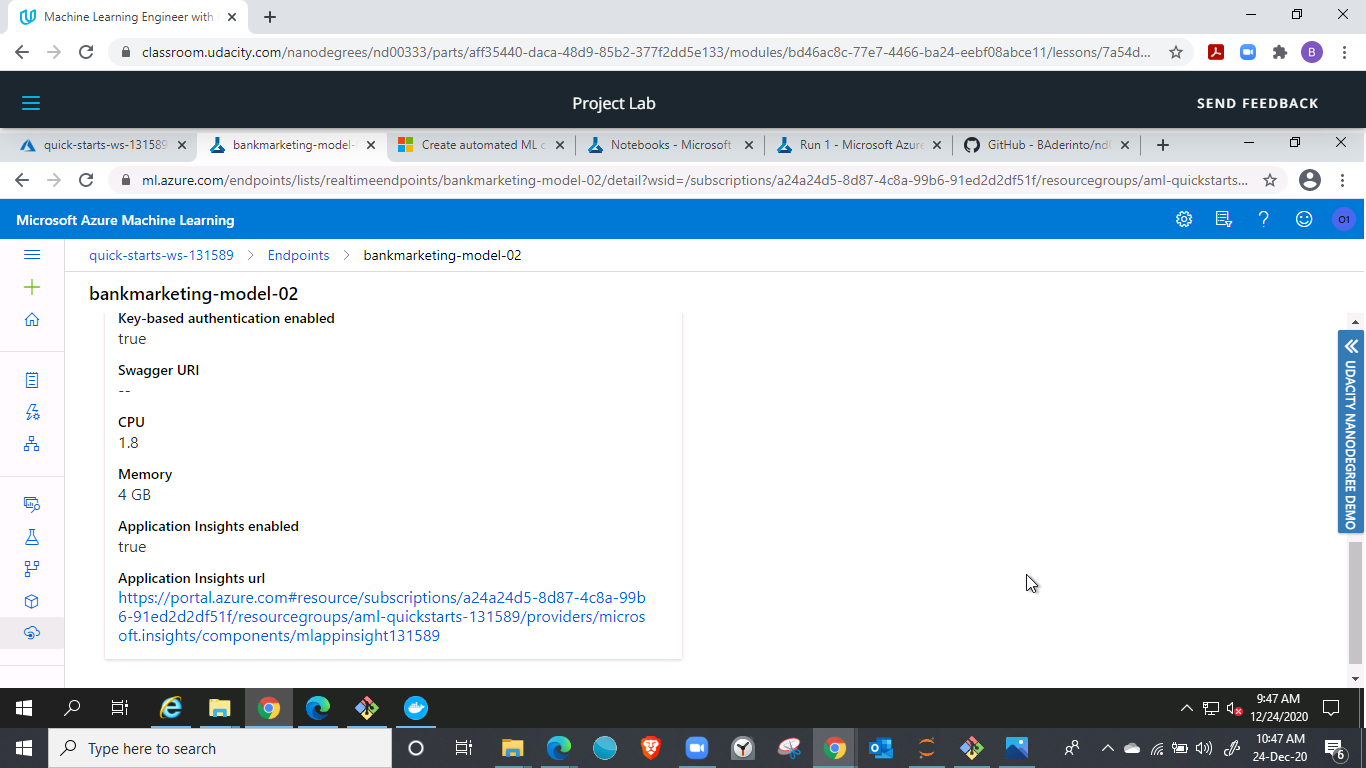 Machine Learning Engineer with
classroom.udacity.com/nanodegrees/nd00333/parts/aff35440-daca-48d9-85b2-377f2dd5e133/modules/bd46ac8c-77e7-4466-ba24-eebf08abce11/lessons/7a54d...
B
Project Lab
SEND FEEDBACK
quick-starts-ws-131589
bankmarketing-model-
Create automated ML c
Notebooks - Microsoft
Run 1 - Microsoft Azure
GitHub - BAderinto/nd0
ml.azure.com/endpoints/lists/realtimeendpoints/bankmarketing-model-02/detail?wsid=/subscriptions/a24a24d5-8d87-4c8a-99b6-91ed2d2df51f/resourcegroups/aml-quickstarts...
Microsoft Azure Machine Learning
O1
quick-starts-ws-131589 > Endpoints > bankmarketing-model-02
bankmarketing-model-02
Key-based authentication enabled
true
Swagger URI
--
CPU
1.8
Memory
4 GB
Application Insights enabled
true
Application Insights url
https://portal.azure.com#resource/subscriptions/a24a24d5-8d87-4c8a-99b
6-91ed2d2df51f/resourcegroups/aml-quickstarts-131589/providers/micros
oft.insights/components/mlappinsight131589
UDACITY NANODEGREE DEMO
9:47 AM
12/24/2020
Type here to search
10:47 AM
24-Dec-20
6